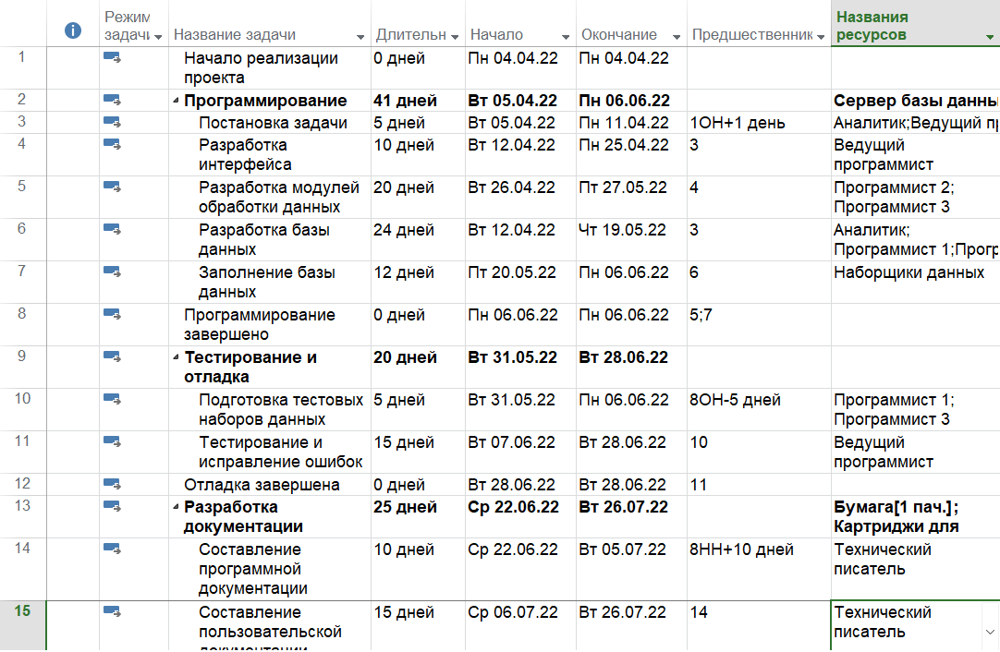 Режим задачи Название задачи Длительн Начало Окончание Предшественник Названия ресурсов
1 Начало реализации проекта 0 дней Пн 04.04.22 Пн 04.04.22
2 Программирование 41 дней Вт 05.04.22 Пн 06.06.22 Сервер базы данны
3 Постановка задачи 5 дней Вт 05.04.22 Пн 11.04.22 1ОН+1 день Аналитик;Ведущий пр
4 Разработка интерфейса 10 дней Вт 12.04.22 Пн 25.04.22 3 Ведущий программист
5 Разработка модулей обработки данных 20 дней Вт 26.04.22 Пт 27.05.22 4 Программист 2; Программист 3
6 Разработка базы данных 24 дней Вт 12.04.22 Чт 19.05.22 3 Аналитик; Программист 1;Прогр
7 Заполнение базы данных 12 дней Пт 20.05.22 Пн 06.06.22 6 Наборщики данных
8 Программирование завершено 0 дней Пн 06.06.22 Пн 06.06.22 5;7
9 Тестирование и отладка 20 дней Вт 31.05.22 Вт 28.06.22
10 Подготовка тестовых наборов данных 5 дней Вт 31.05.22 Пн 06.06.22 8ОН-5 дней Программист 1; Программист 3
11 Тестирование и исправление ошибок 15 дней Вт 07.06.22 Вт 28.06.22 10 Ведущий программист
12 Отладка завершена 0 дней Вт 28.06.22 Вт 28.06.22 11
13 Разработка документации 25 дней Ср 22.06.22 Вт 26.07.22 Бумага[1 пач.]; Картриджи для
14 Составление программной документации 10 дней Ср 22.06.22 Вт 05.07.22 8НН+10 дней Технический писатель
15 Составление пользовательской документации 15 дней Ср 06.07.22 Вт 26.07.22 14 Технический писатель